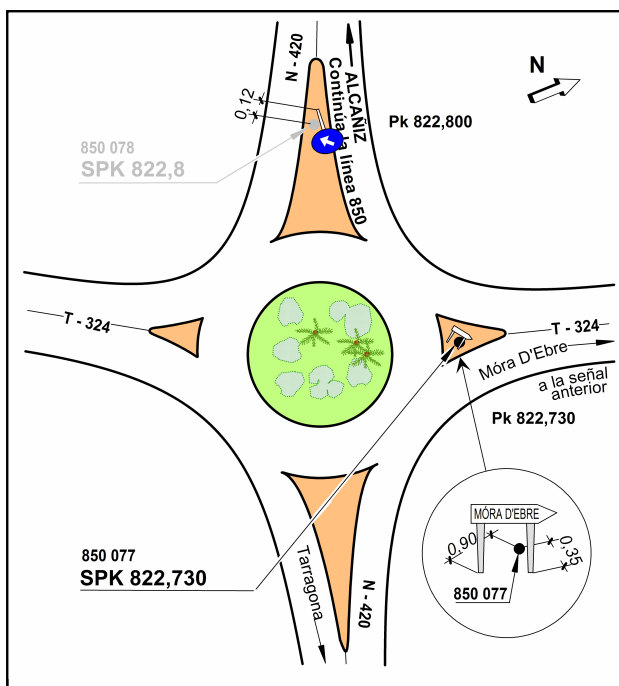 N - 420
ALCAÑIZ
Continúa la línea 850
N
0,12
Pk 822,800
850 078
SPK 822,8
T - 324
T - 324
Móra D'Ebre
a la señal
anterior
Pk 822,730
MÓRA D'EBRE
0,90
0,35
850 077
850 077
SPK 822,730
Tarragona
N - 420